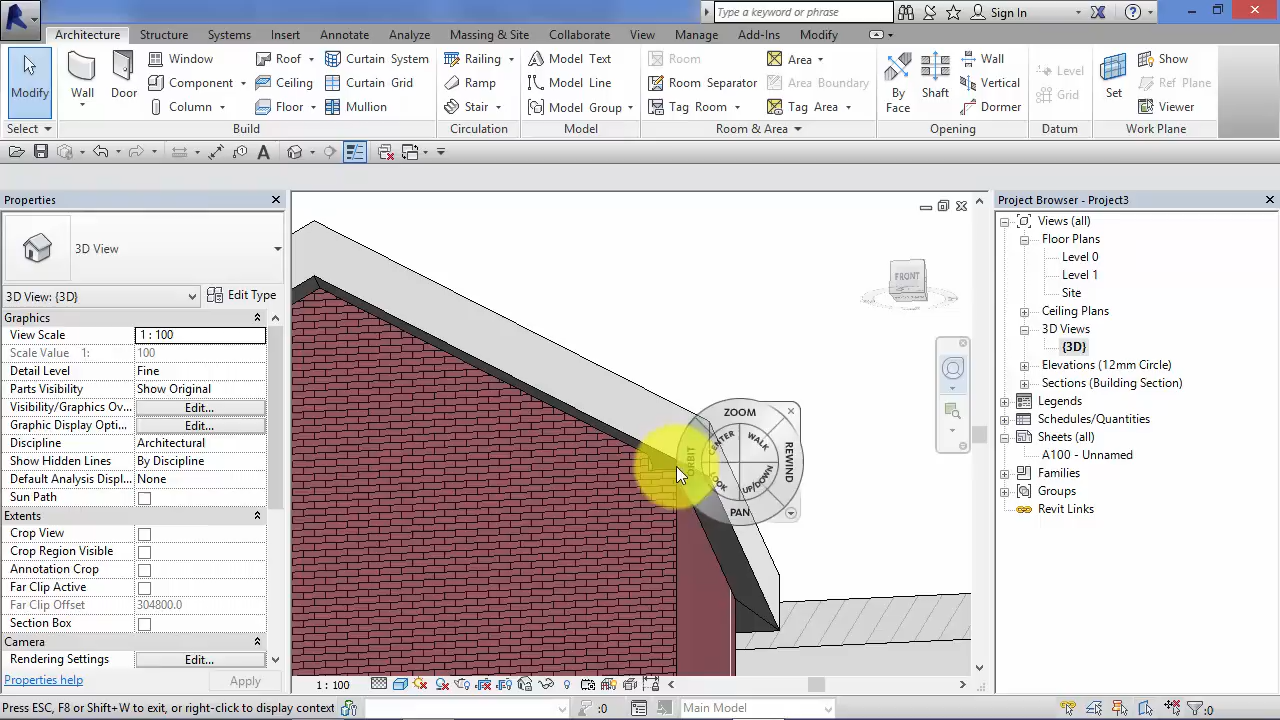 Type a keyword or phrase
Sign In
Architecture Structure Systems Insert Annotate Analyze Massing & Site Collaborate View Manage Add-Ins Modify
Modify
Wall
Door
Window
Component
Column
Roof
Ceiling
Floor
Curtain System
Curtain Grid
Mullion
Railing
Ramp
Stair
Model Text
Model Line
Model Group
Room
Room Separator
Tag Room
Area
Area Boundary
Tag Area
By
Face
Shaft
Wall
Vertical
Dormer
Level
Grid
Set
Show
Ref Plane
Viewer
Select Build Circulation Model Room & Area Opening Datum Work Plane
Properties
3D View
3D View: {3D} Edit Type
Graphics
View Scale 1 : 100
Scale Value 1: 100
Detail Level Fine
Parts Visibility Show Original
Visibility/Graphics Ov... Edit...
Graphic Display Opti... Edit...
Discipline Architectural
Show Hidden Lines By Discipline
Default Analysis Displ... None
Sun Path
Extents
Crop View
Crop Region Visible
Annotation Crop
Far Clip Active
Far Clip Offset 304800.0
Section Box
Camera
Rendering Settings Edit...
Properties help Apply
FRONT
ZOOM
CENTER
WALK
ORBIT
REWIND
LOOK
UP/DOWN
PAN
1 : 100
Project Browser - Project3
Views (all)
Floor Plans
Level 0
Level 1
Site
Ceiling Plans
3D Views
{3D}
Elevations (12mm Circle)
Sections (Building Section)
Legends
Schedules/Quantities
Sheets (all)
A100 - Unnamed
Families
Groups
Revit Links
Press ESC, F8 or Shift+W to exit, or right-click to display context :0 Main Model :0